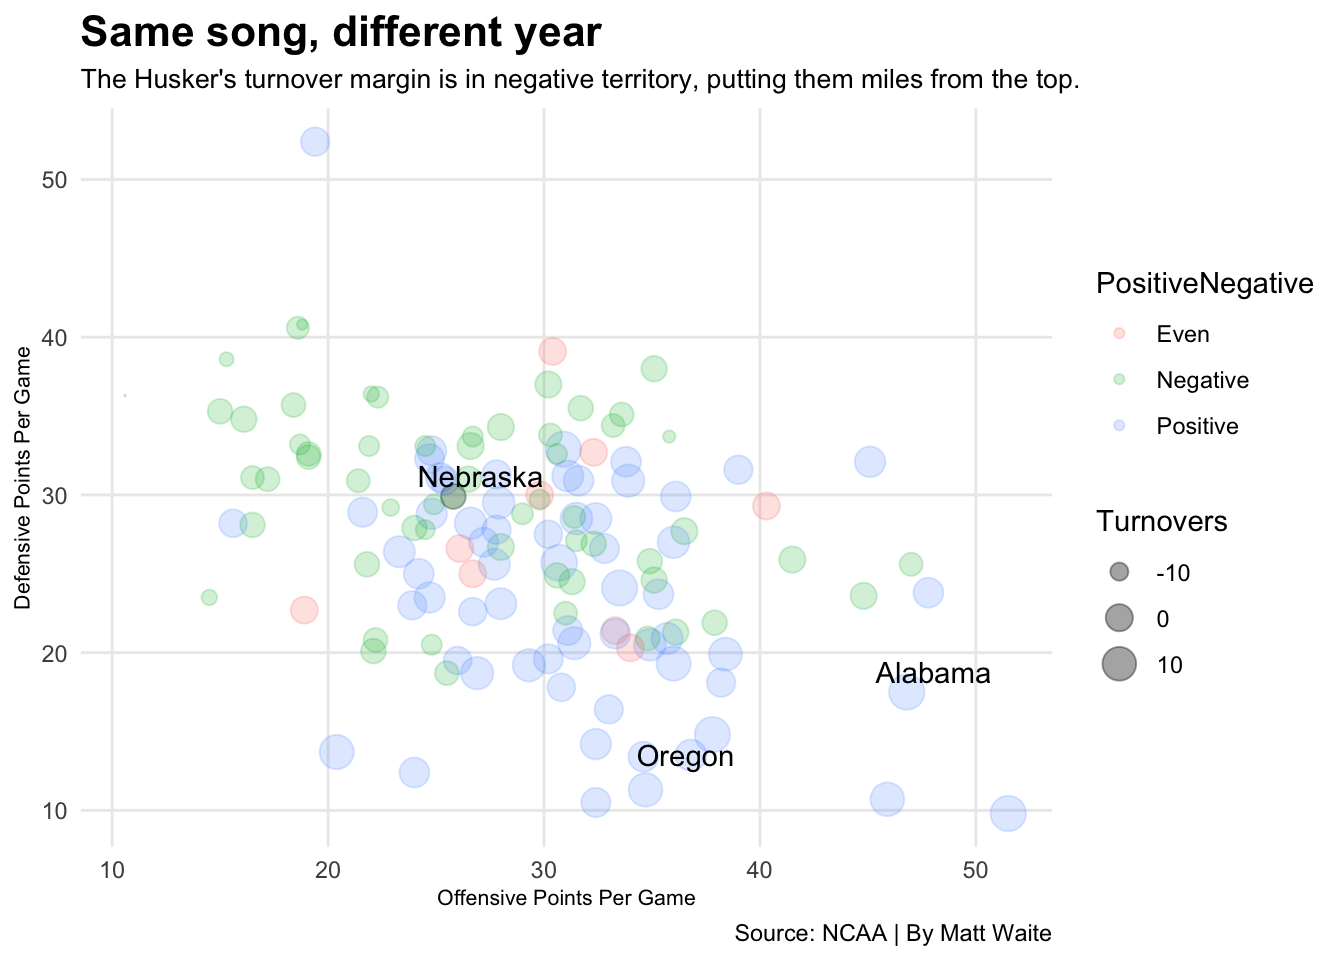 Same song, different year
The Husker's turnover margin is in negative territory, putting them miles from the top.
50
40
30
20
10
Defensive Points Per Game
Nebraska
Alabama
Oregon
10
20
30
40
50
Offensive Points Per Game
PositiveNegative
Even
Negative
Positive
Turnovers
-10
0
10
Source: NCAA | By Matt Waite